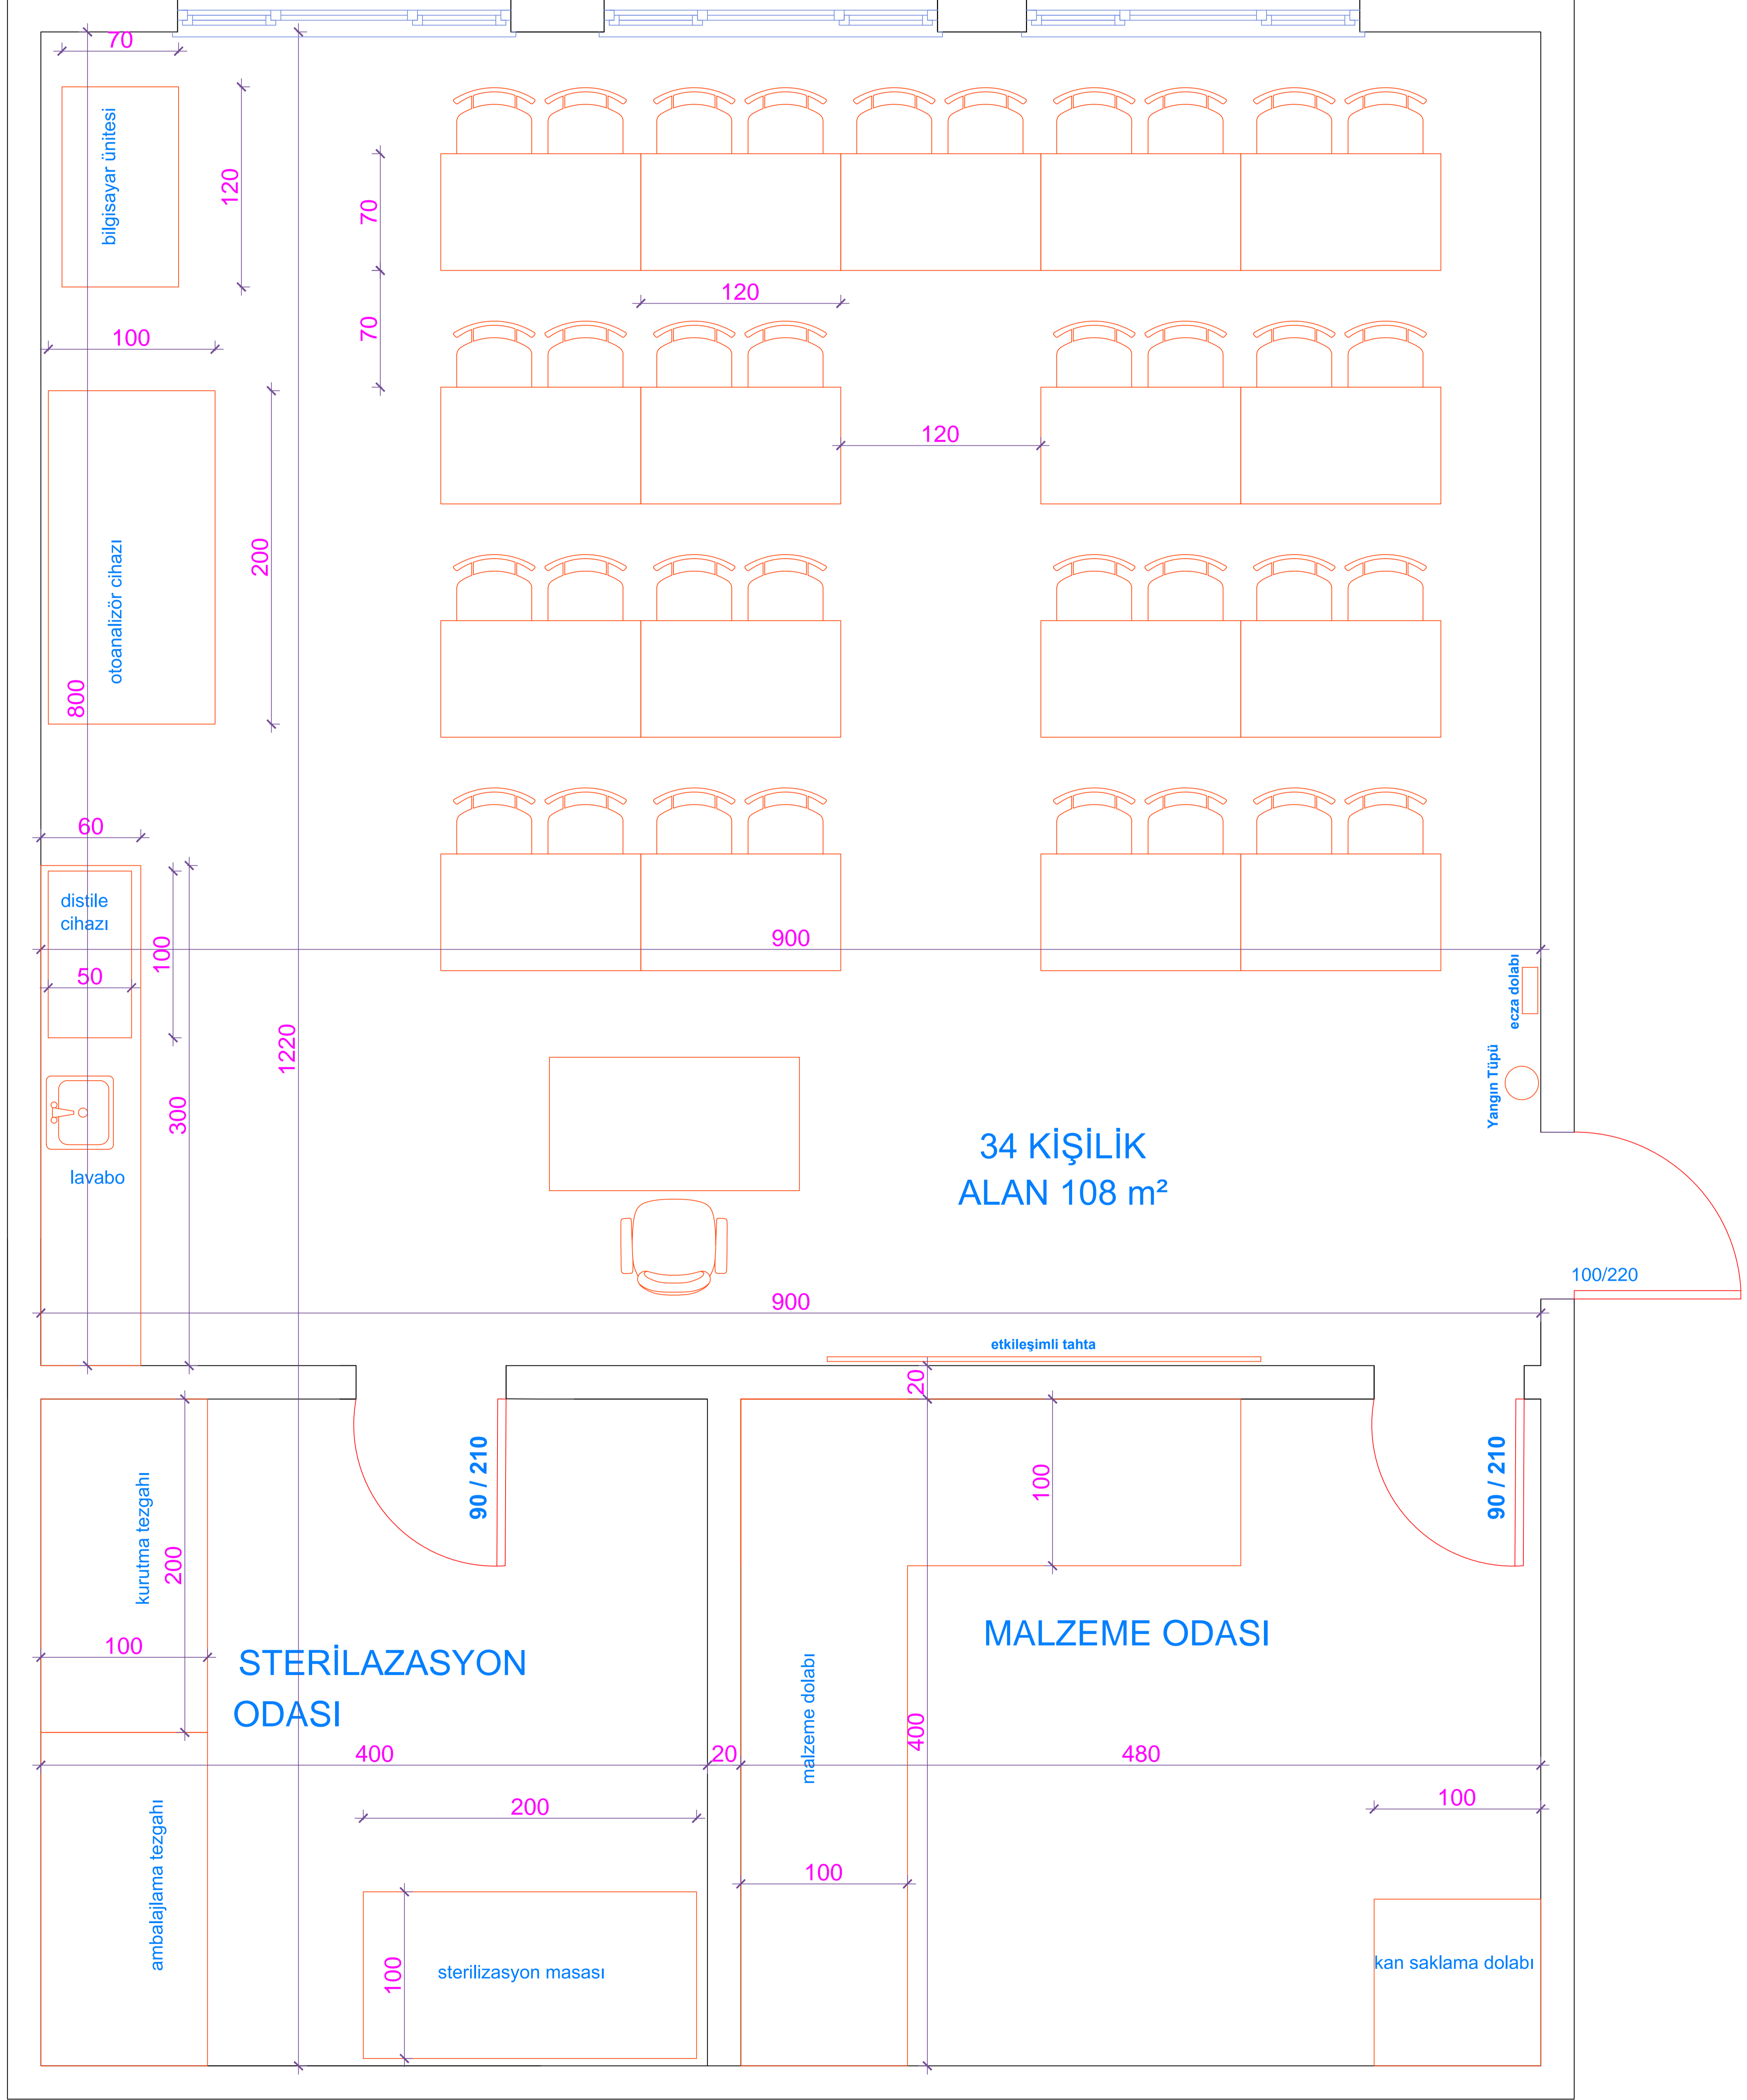 70
bilgisayar ünitesi
120
70
120
70
100
120
otoanalizör cihazı
200
800
60
distile
cihazı
100
50
900
ecza dolabı
1220
Yangın Tüpü
300
lavabo
34 KİŞİLİK
ALAN 108 m²
100/220
900
etkileşimli tahta
20
90 / 210
100
90 / 210
kurutma tezgahı
200
100
STERİLAZASYON
ODASI
MALZEME ODASI
malzeme dolabı
400
400
20
480
200
100
ambalajlama tezgahı
100
100
sterilizasyon masası
kan saklama dolabı